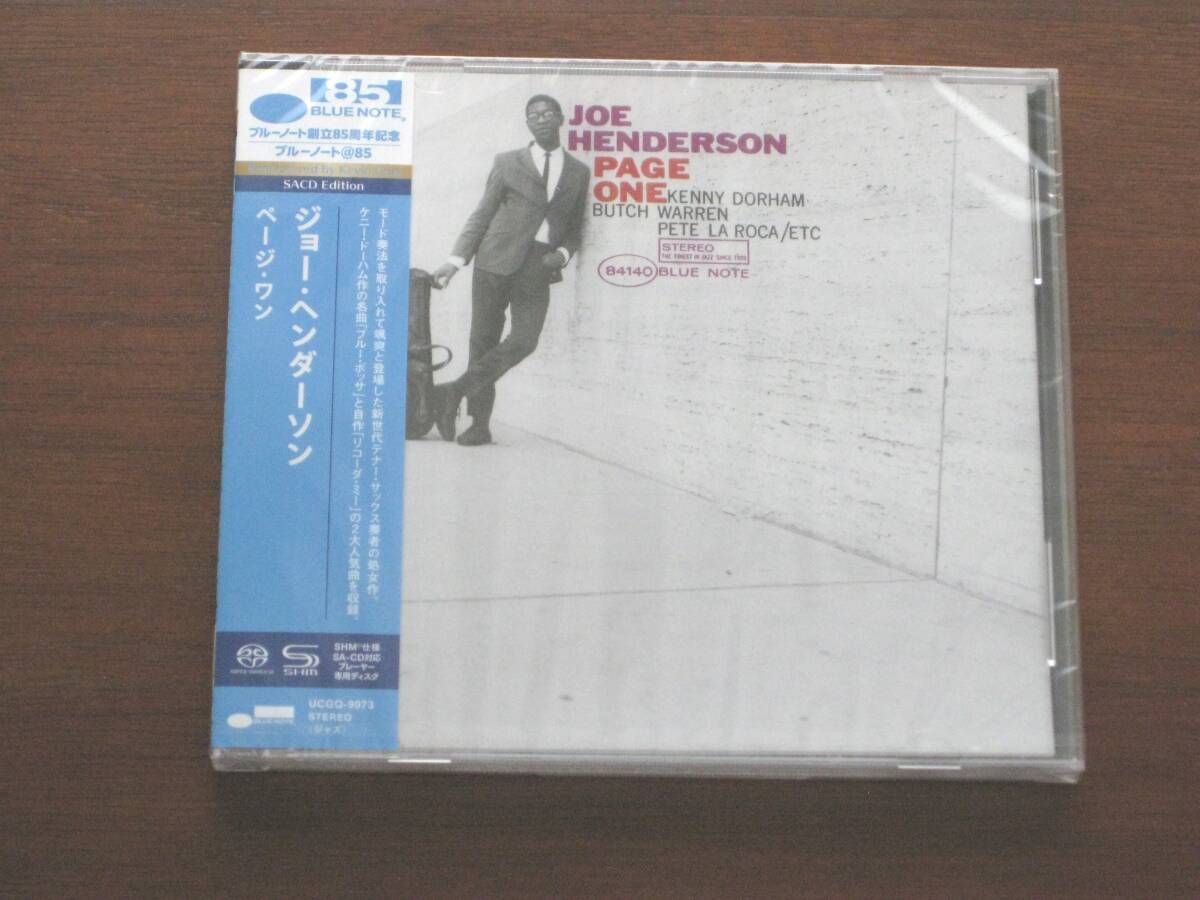 85
BLUE NOTE
ブルーノート創立85周年記念
ブルーノート@85
SACD Edition
ジョー・ヘンダーソン
ページ・ワン
モード奏法を取り入れて颯爽と登場した新世代テナー・サックス奏者の処女作。
ケニー・ドーハム作の名曲「ブルー・ボッサ」と自作「リコーダ・ミー」の2大人気曲を収録。
SHM
SHM仕様
SA-CD対応
プレーヤー
専用ディスク
BLUE NOTE
UCGQ-9073
STEREO
(ジャズ)
JOE
HENDERSON
PAGE
ONE KENNY DORHAM
BUTCH WARREN
PETE LA ROCA/ETC
STEREO
THE FINEST IN JAZZ SINCE 1939
84140 BLUE NOTE